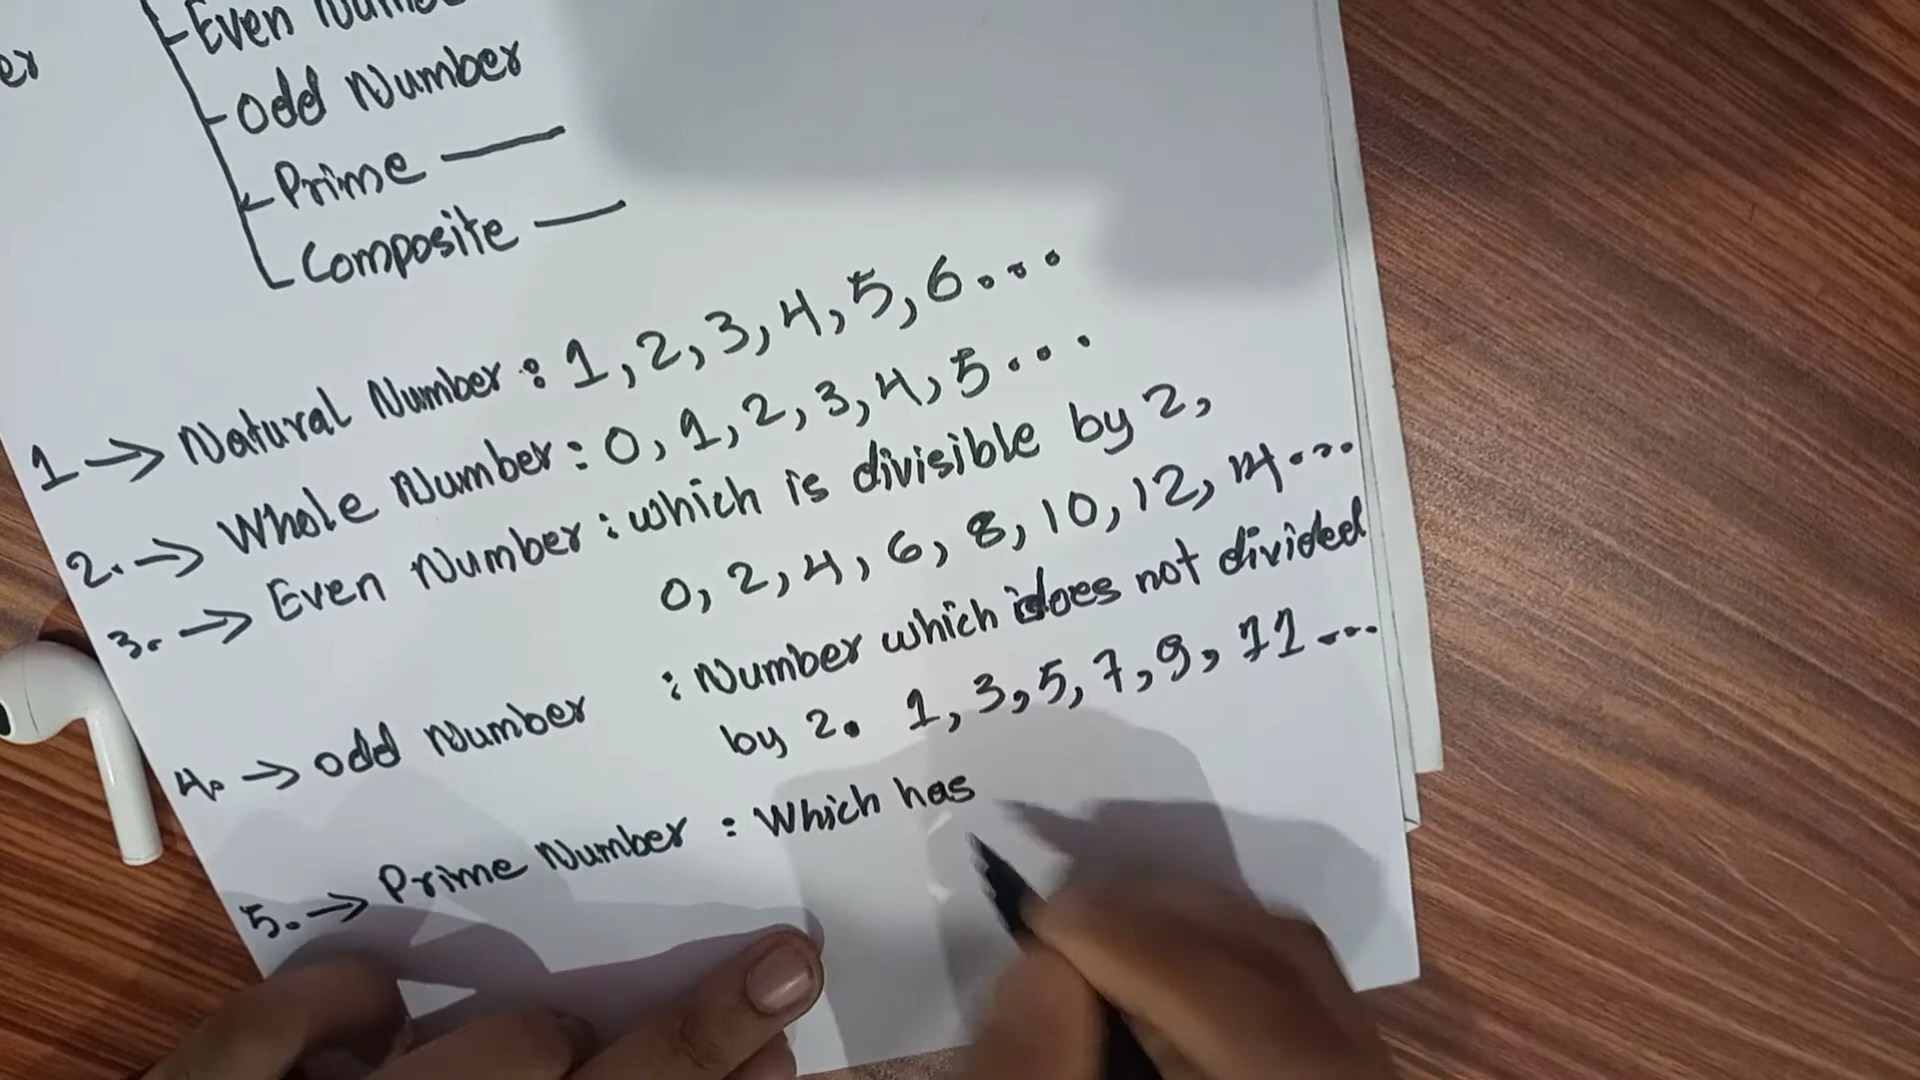 er
Even Number
odd Number
Prime —
Composite —
1 → Natural Number : 1, 2, 3, 4, 5, 6...
2. → Whole Number : 0, 1, 2, 3, 4, 5...
3. → Even Number : which is divisible by 2,
0, 2, 4, 6, 8, 10, 12, 14...
4. → odd Number : Number which does not divided
by 2. 1, 3, 5, 7, 9, 11...
5. → Prime Number : Which has